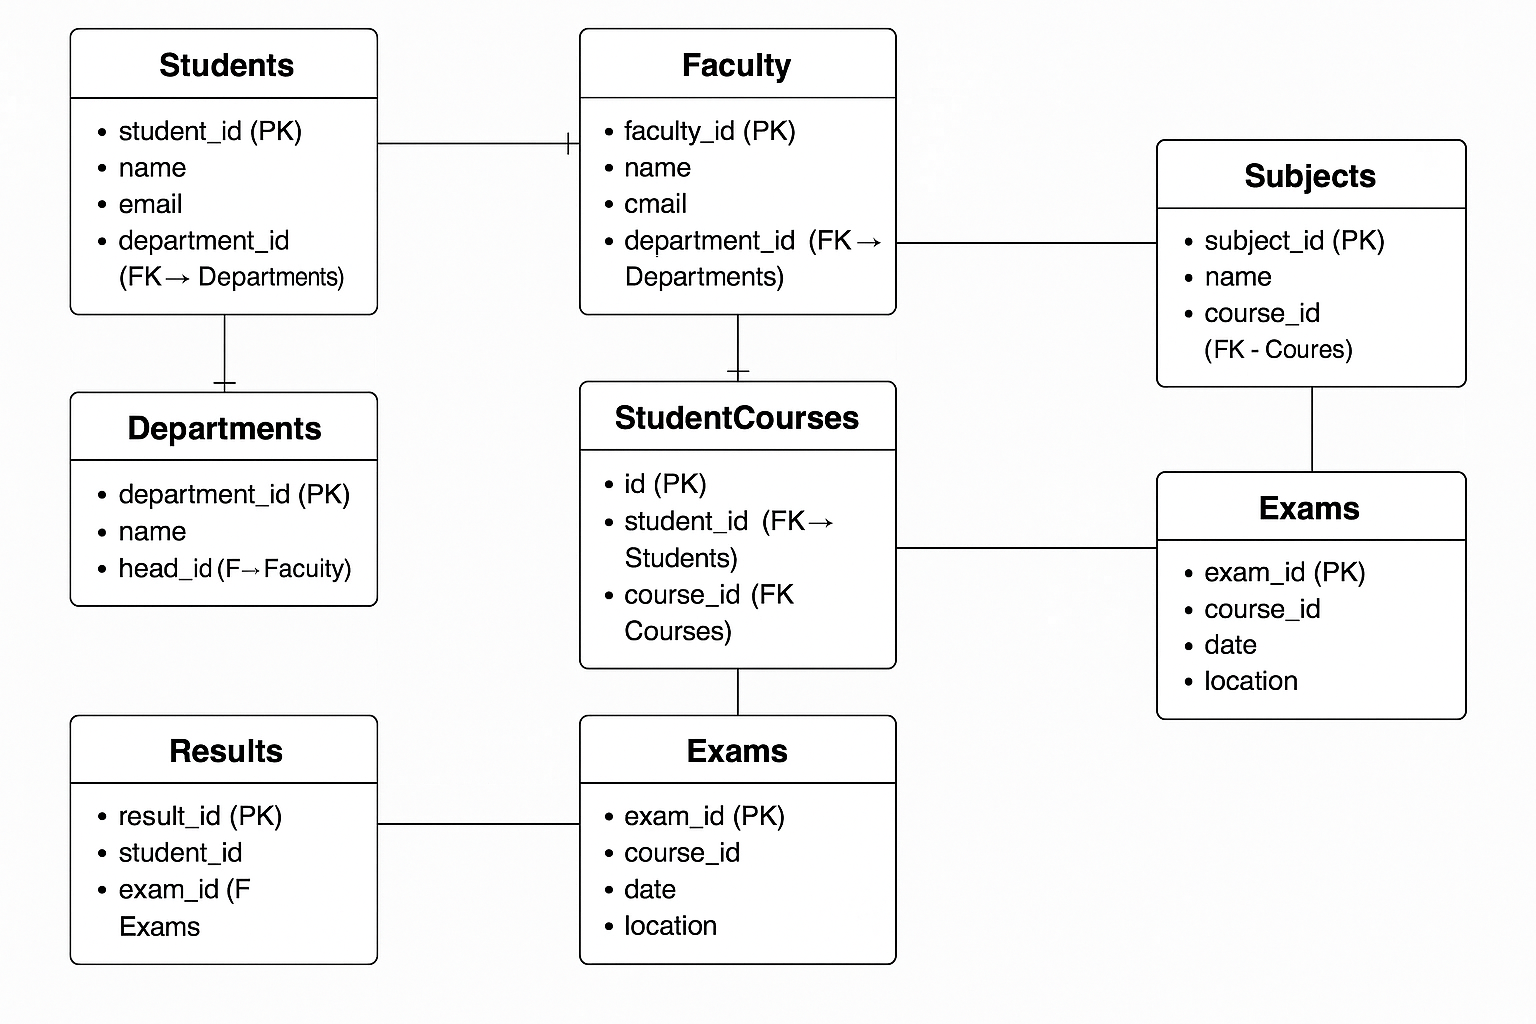 Students
• student_id (PK)
• name
• email
• department_id
(FK→ Departments)
Faculty
• faculty_id (PK)
• name
• cmail
• department_id (FK→
Departments)
Subjects
• subject_id (PK)
• name
• course_id
(FK - Coures)
Departments
• department_id (PK)
• name
• head_id (F→Facuity)
StudentCourses
• id (PK)
• student_id (FK→
Students)
• course_id (FK
Courses)
Exams
• exam_id (PK)
• course_id
• date
• location
Results
• result_id (PK)
• student_id
• exam_id (F
Exams
Exams
• exam_id (PK)
• course_id
• date
• location